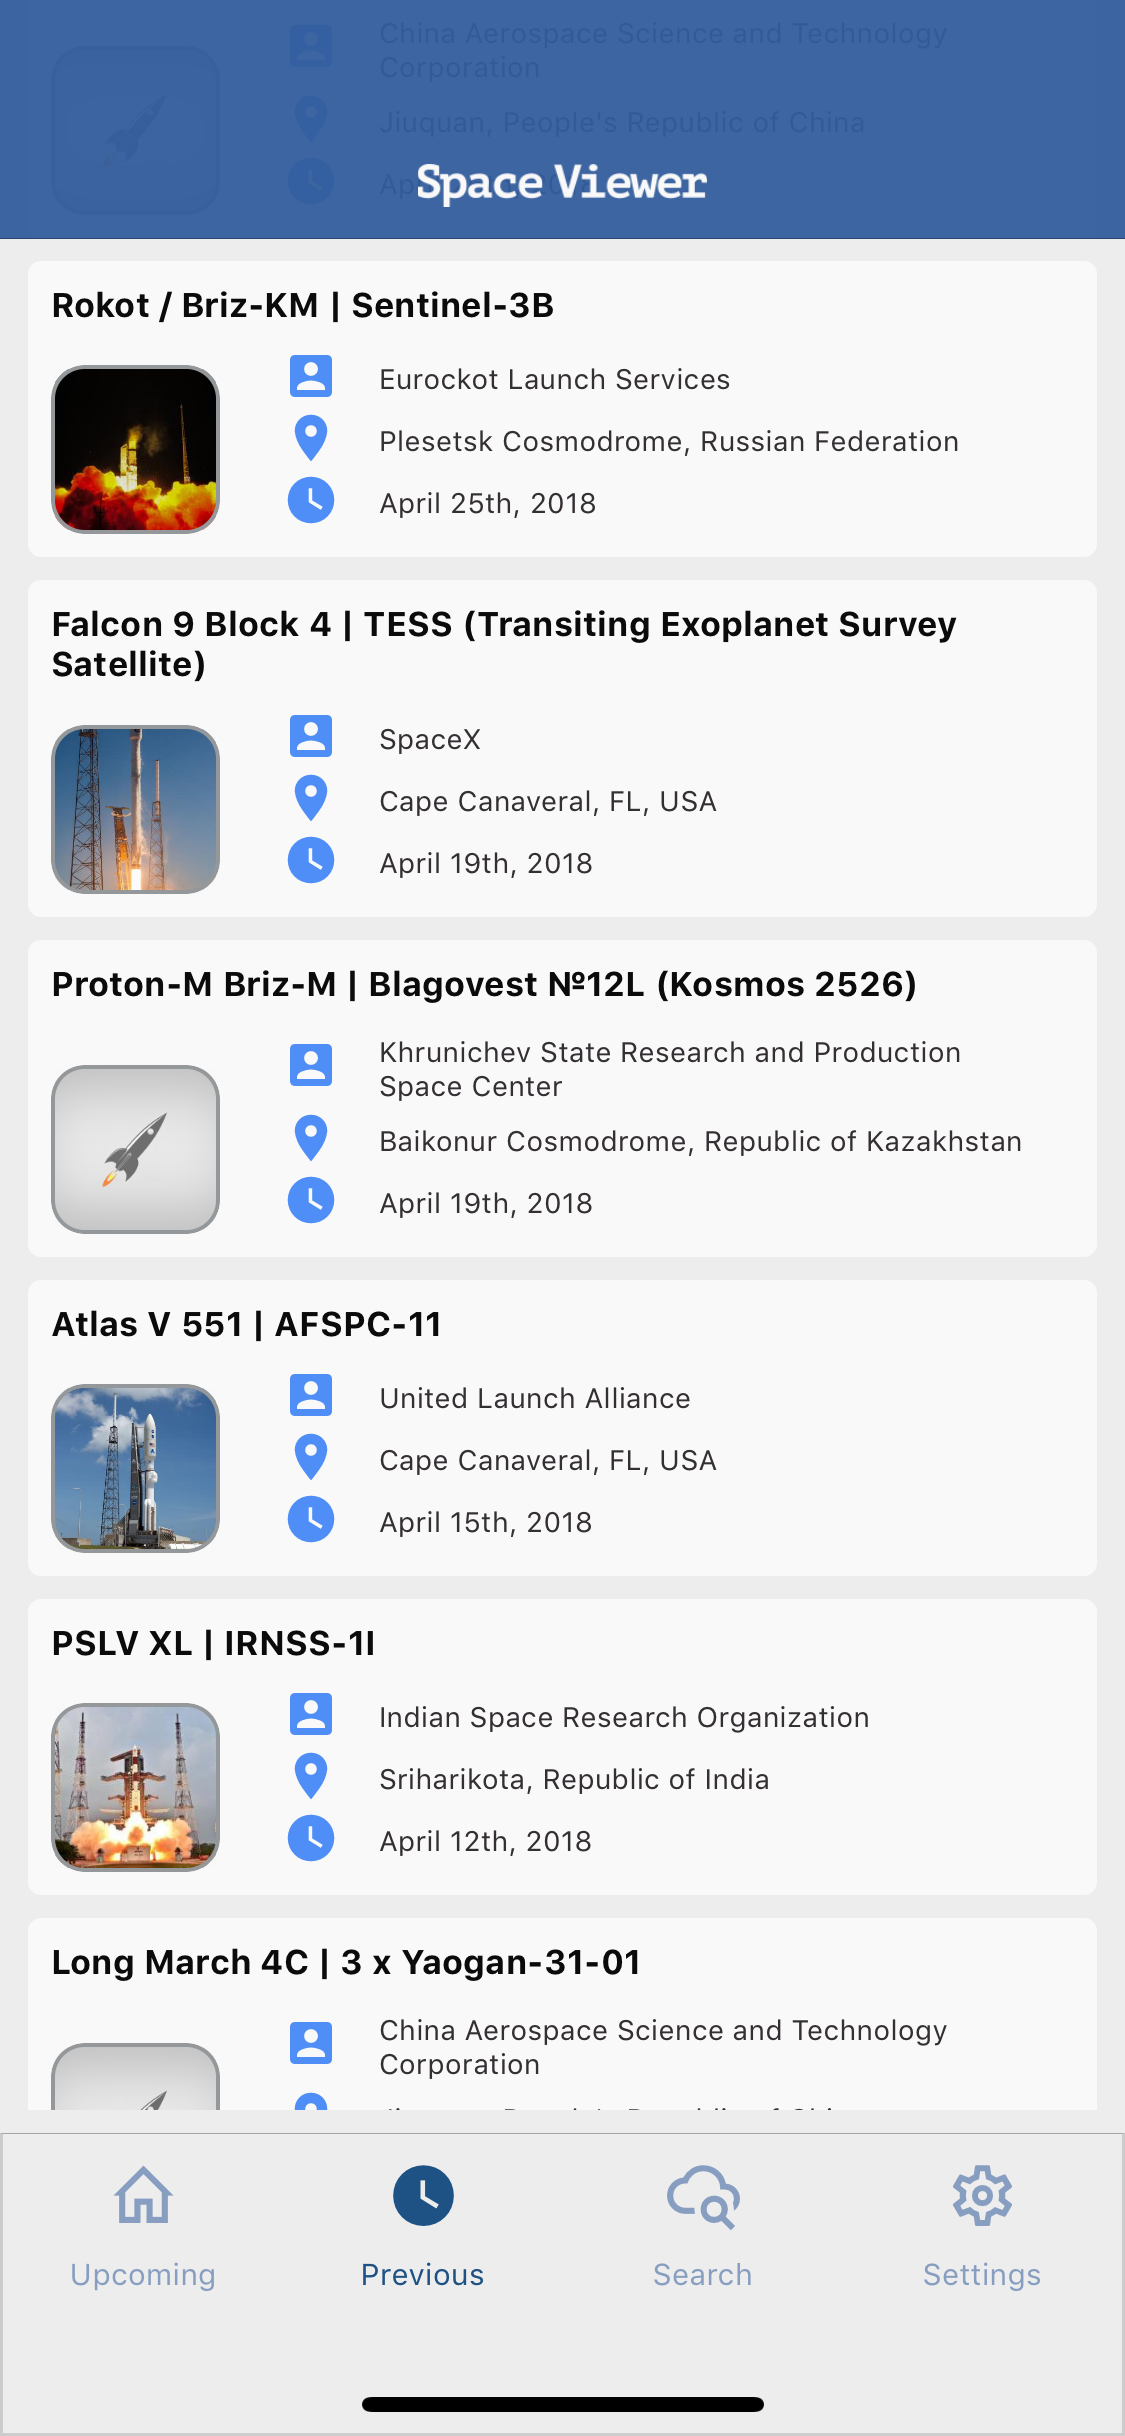 China Aerospace Science and Technology
Corporation
Jiuquan, People's Republic of China
Space Viewer
Rokot / Briz-KM | Sentinel-3B
Eurockot Launch Services
Plesetsk Cosmodrome, Russian Federation
April 25th, 2018
Falcon 9 Block 4 | TESS (Transiting Exoplanet Survey
Satellite)
SpaceX
Cape Canaveral, FL, USA
April 19th, 2018
Proton-M Briz-M | Blagovest №12L (Kosmos 2526)
Khrunichev State Research and Production
Space Center
Baikonur Cosmodrome, Republic of Kazakhstan
April 19th, 2018
Atlas V 551 | AFSPC-11
United Launch Alliance
Cape Canaveral, FL, USA
April 15th, 2018
PSLV XL | IRNSS-1I
Indian Space Research Organization
Sriharikota, Republic of India
April 12th, 2018
Long March 4C | 3 x Yaogan-31-01
China Aerospace Science and Technology
Corporation
Upcoming
Previous
Search
Settings